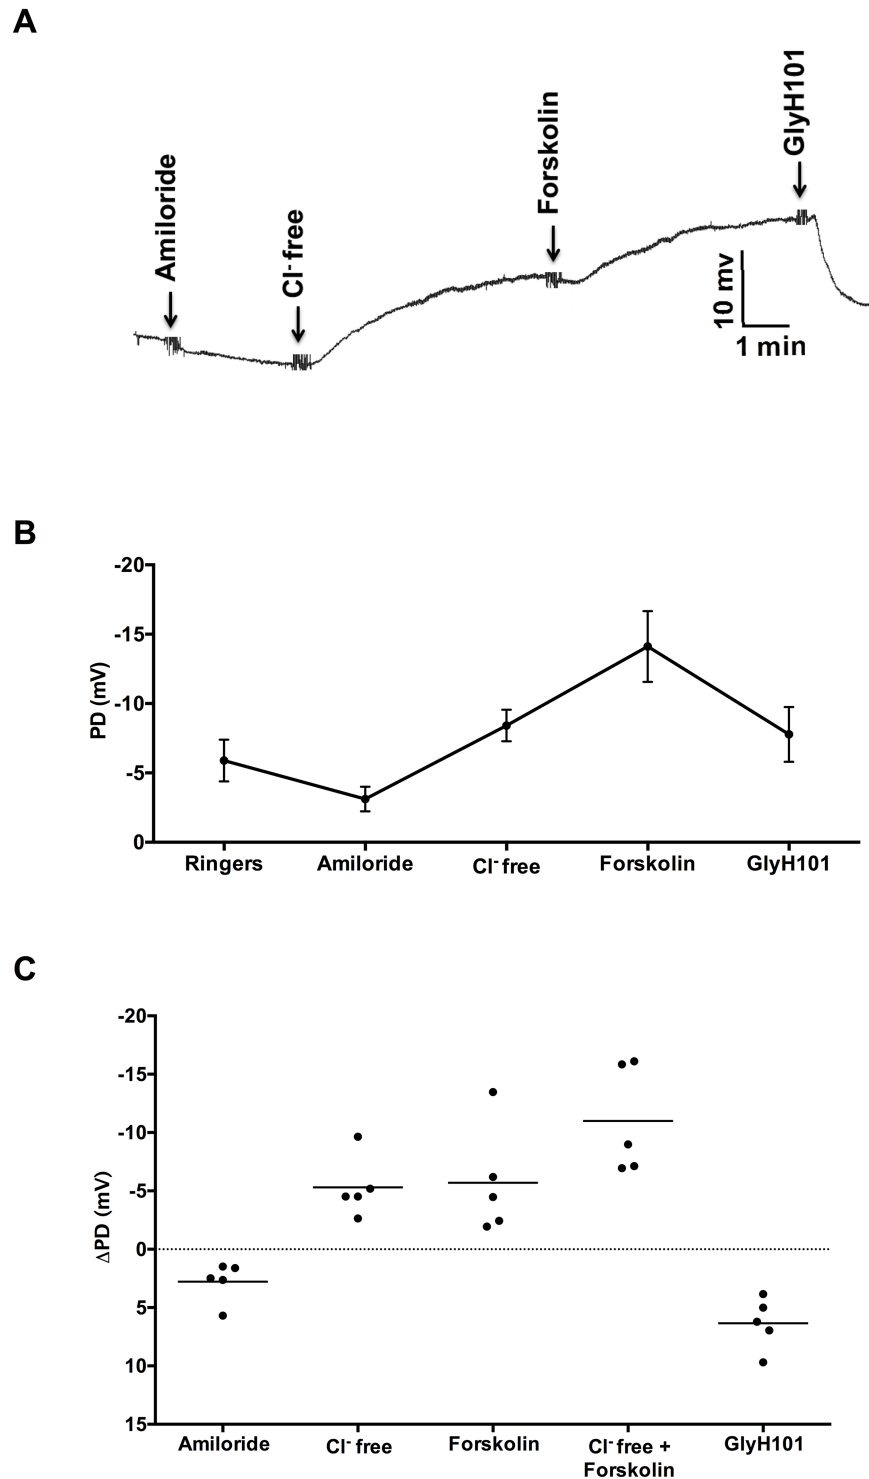 A
Amiloride
Cl- free
Forskolin
GlyH101
10 mv
1 min
B
PD (mV)
-20
-15
-10
-5
0
Ringers
Amiloride
Cl- free
Forskolin
GlyH101
C
ΔPD (mV)
-20
-15
-10
-5
0
5
10
15
Amiloride
Cl- free
Forskolin
Cl- free +
Forskolin
GlyH101